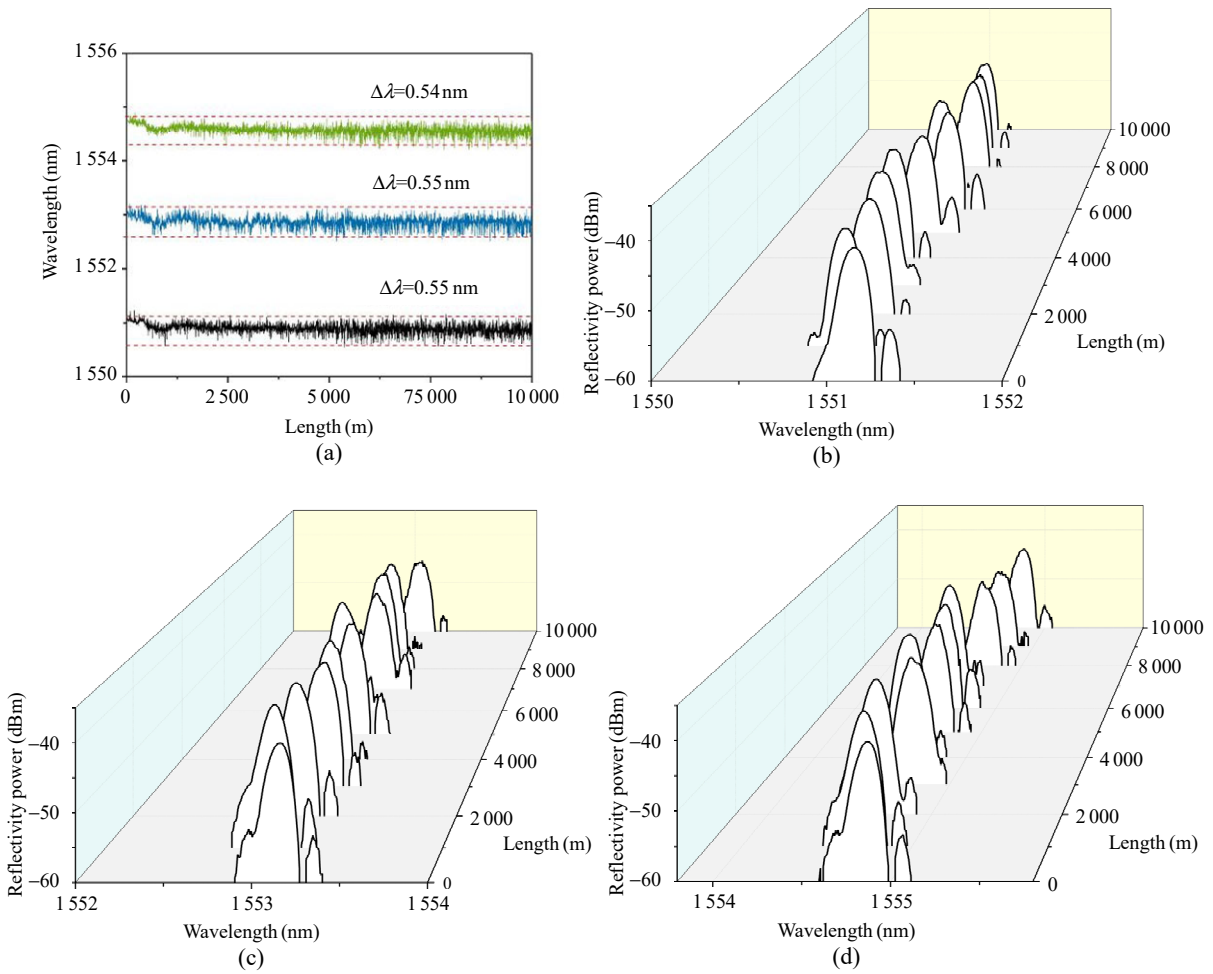 1 556
1 554
1 552
1 550
Wavelength (nm)
Δλ=0.54 nm
Δλ=0.55 nm
Δλ=0.55 nm
0
2 500
5 000
75 000
10 000
Length (m)
(a)
Reflectivity power (dBm)
−40
−50
−60
1 550
1 551
1 552
Wavelength (nm)
0
2 000
4 000
6 000
8 000
10 000
Length (m)
(b)
Reflectivity power (dBm)
−40
−50
−60
1 552
1 553
1 554
Wavelength (nm)
0
2 000
4 000
6 000
8 000
10 000
Length (m)
(c)
Reflectivity power (dBm)
−40
−50
−60
1 554
1 555
Wavelength (nm)
0
2 000
4 000
6 000
8 000
10 000
Length (m)
(d)